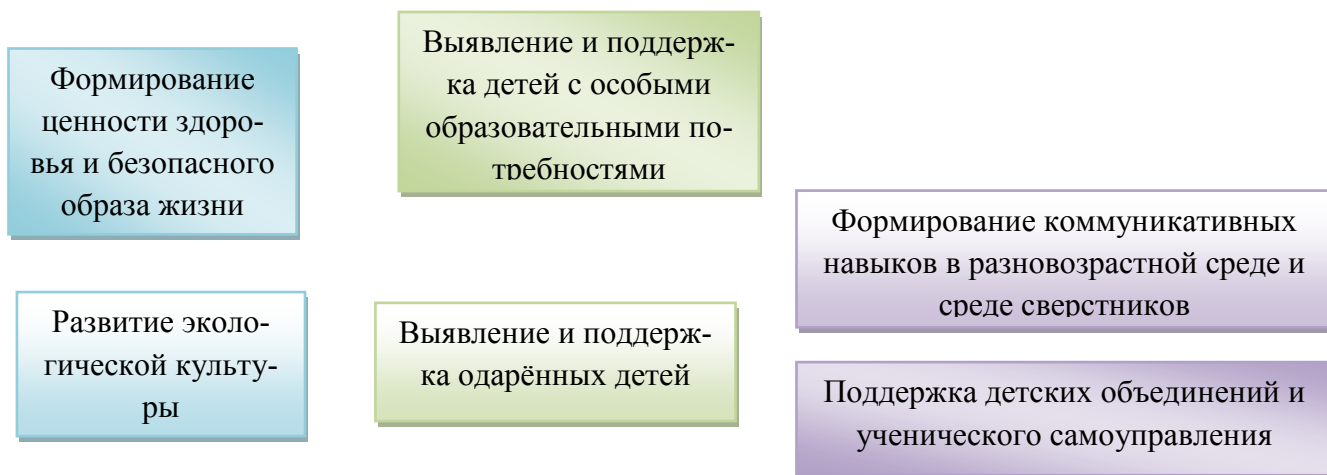 Формирование
ценности здоро-
вья и безопасного
образа жизни
Выявление и поддерж-
ка детей с особыми
образовательными по-
требностями
Формирование коммуникативных
навыков в разновозрастной среде и
среде сверстников
Развитие эколо-
гической культу-
ры
Выявление и поддерж-
ка одарённых детей
Поддержка детских объединений и
ученического самоуправления